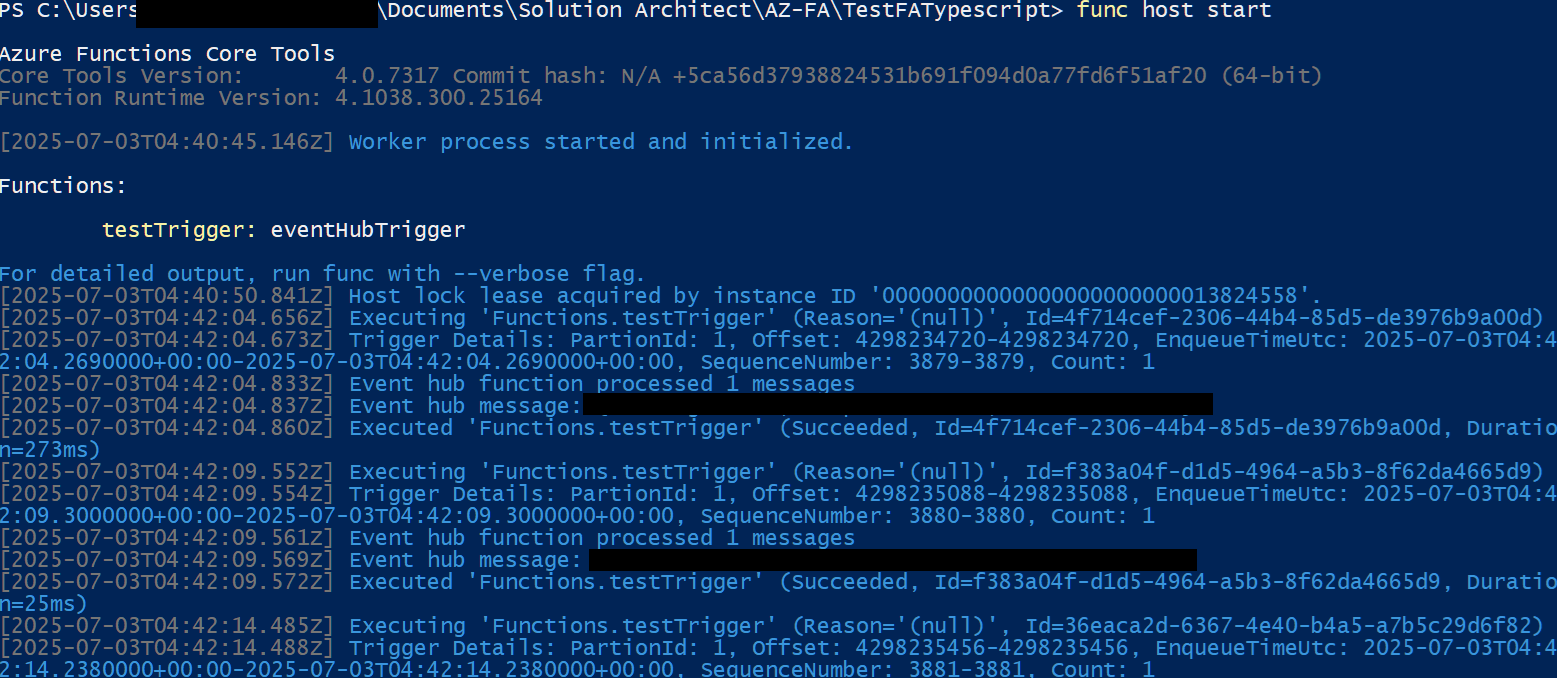 PS C:\Users\Documents\Solution Architect\AZ-FA\TestFATypescript> func host start
Azure Functions Core Tools
Core Tools Version:       4.0.7317 Commit hash: N/A +5ca56d37938824531b691f094d0a77fd6f51af20 (64-bit)
Function Runtime Version: 4.1038.300.25164
[2025-07-03T04:40:45.146Z] Worker process started and initialized.
Functions:
        testTrigger: eventHubTrigger
For detailed output, run func with --verbose flag.
[2025-07-03T04:40:50.841Z] Host lock lease acquired by instance ID '00000000000000000000000013824558'.
[2025-07-03T04:42:04.656Z] Executing 'Functions.testTrigger' (Reason='(null)', Id=4f714cef-2306-44b4-85d5-de3976b9a00d)
[2025-07-03T04:42:04.673Z] Trigger Details: PartionId: 1, Offset: 4298234720-4298234720, EnqueueTimeUtc: 2025-07-03T04:4
2:04.2690000+00:00-2025-07-03T04:42:04.2690000+00:00, SequenceNumber: 3879-3879, Count: 1
[2025-07-03T04:42:04.833Z] Event hub function processed 1 messages
[2025-07-03T04:42:04.837Z] Event hub message:
[2025-07-03T04:42:04.860Z] Executed 'Functions.testTrigger' (Succeeded, Id=4f714cef-2306-44b4-85d5-de3976b9a00d, Duratio
n=273ms)
[2025-07-03T04:42:09.552Z] Executing 'Functions.testTrigger' (Reason='(null)', Id=f383a04f-d1d5-4964-a5b3-8f62da4665d9)
[2025-07-03T04:42:09.554Z] Trigger Details: PartionId: 1, Offset: 4298235088-4298235088, EnqueueTimeUtc: 2025-07-03T04:4
2:09.3000000+00:00-2025-07-03T04:42:09.3000000+00:00, SequenceNumber: 3880-3880, Count: 1
[2025-07-03T04:42:09.561Z] Event hub function processed 1 messages
[2025-07-03T04:42:09.569Z] Event hub message:
[2025-07-03T04:42:09.572Z] Executed 'Functions.testTrigger' (Succeeded, Id=f383a04f-d1d5-4964-a5b3-8f62da4665d9, Duratio
n=25ms)
[2025-07-03T04:42:14.485Z] Executing 'Functions.testTrigger' (Reason='(null)', Id=36eaca2d-6367-4e40-b4a5-a7b5c29d6f82)
[2025-07-03T04:42:14.488Z] Trigger Details: PartionId: 1, Offset: 4298235456-4298235456, EnqueueTimeUtc: 2025-07-03T04:4
2:14.2380000+00:00-2025-07-03T04:42:14.2380000+00:00, SequenceNumber: 3881-3881, Count: 1